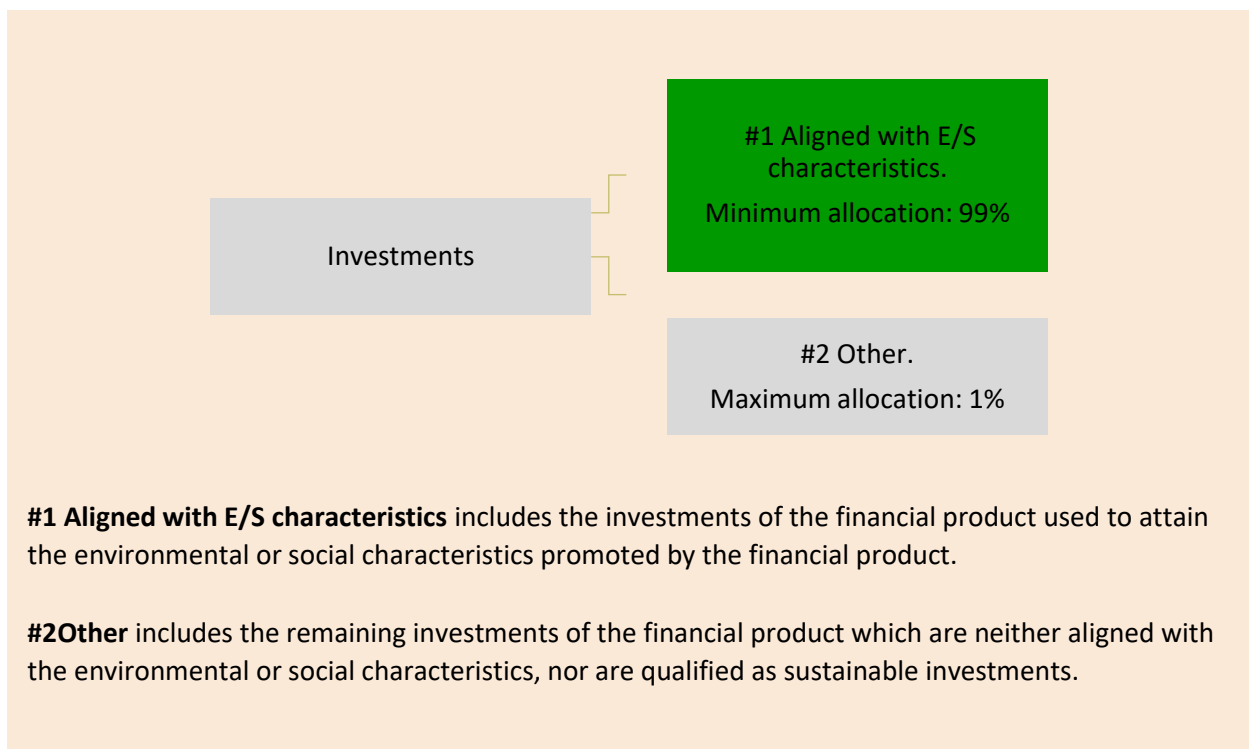 #1 Aligned with E/S
characteristics.
Minimum allocation: 99%
Investments
#2 Other.
Maximum allocation: 1%
#1 Aligned with E/S characteristics includes the investments of the financial product used to attain
the environmental or social characteristics promoted by the financial product.
#2Other includes the remaining investments of the financial product which are neither aligned with
the environmental or social characteristics, nor are qualified as sustainable investments.